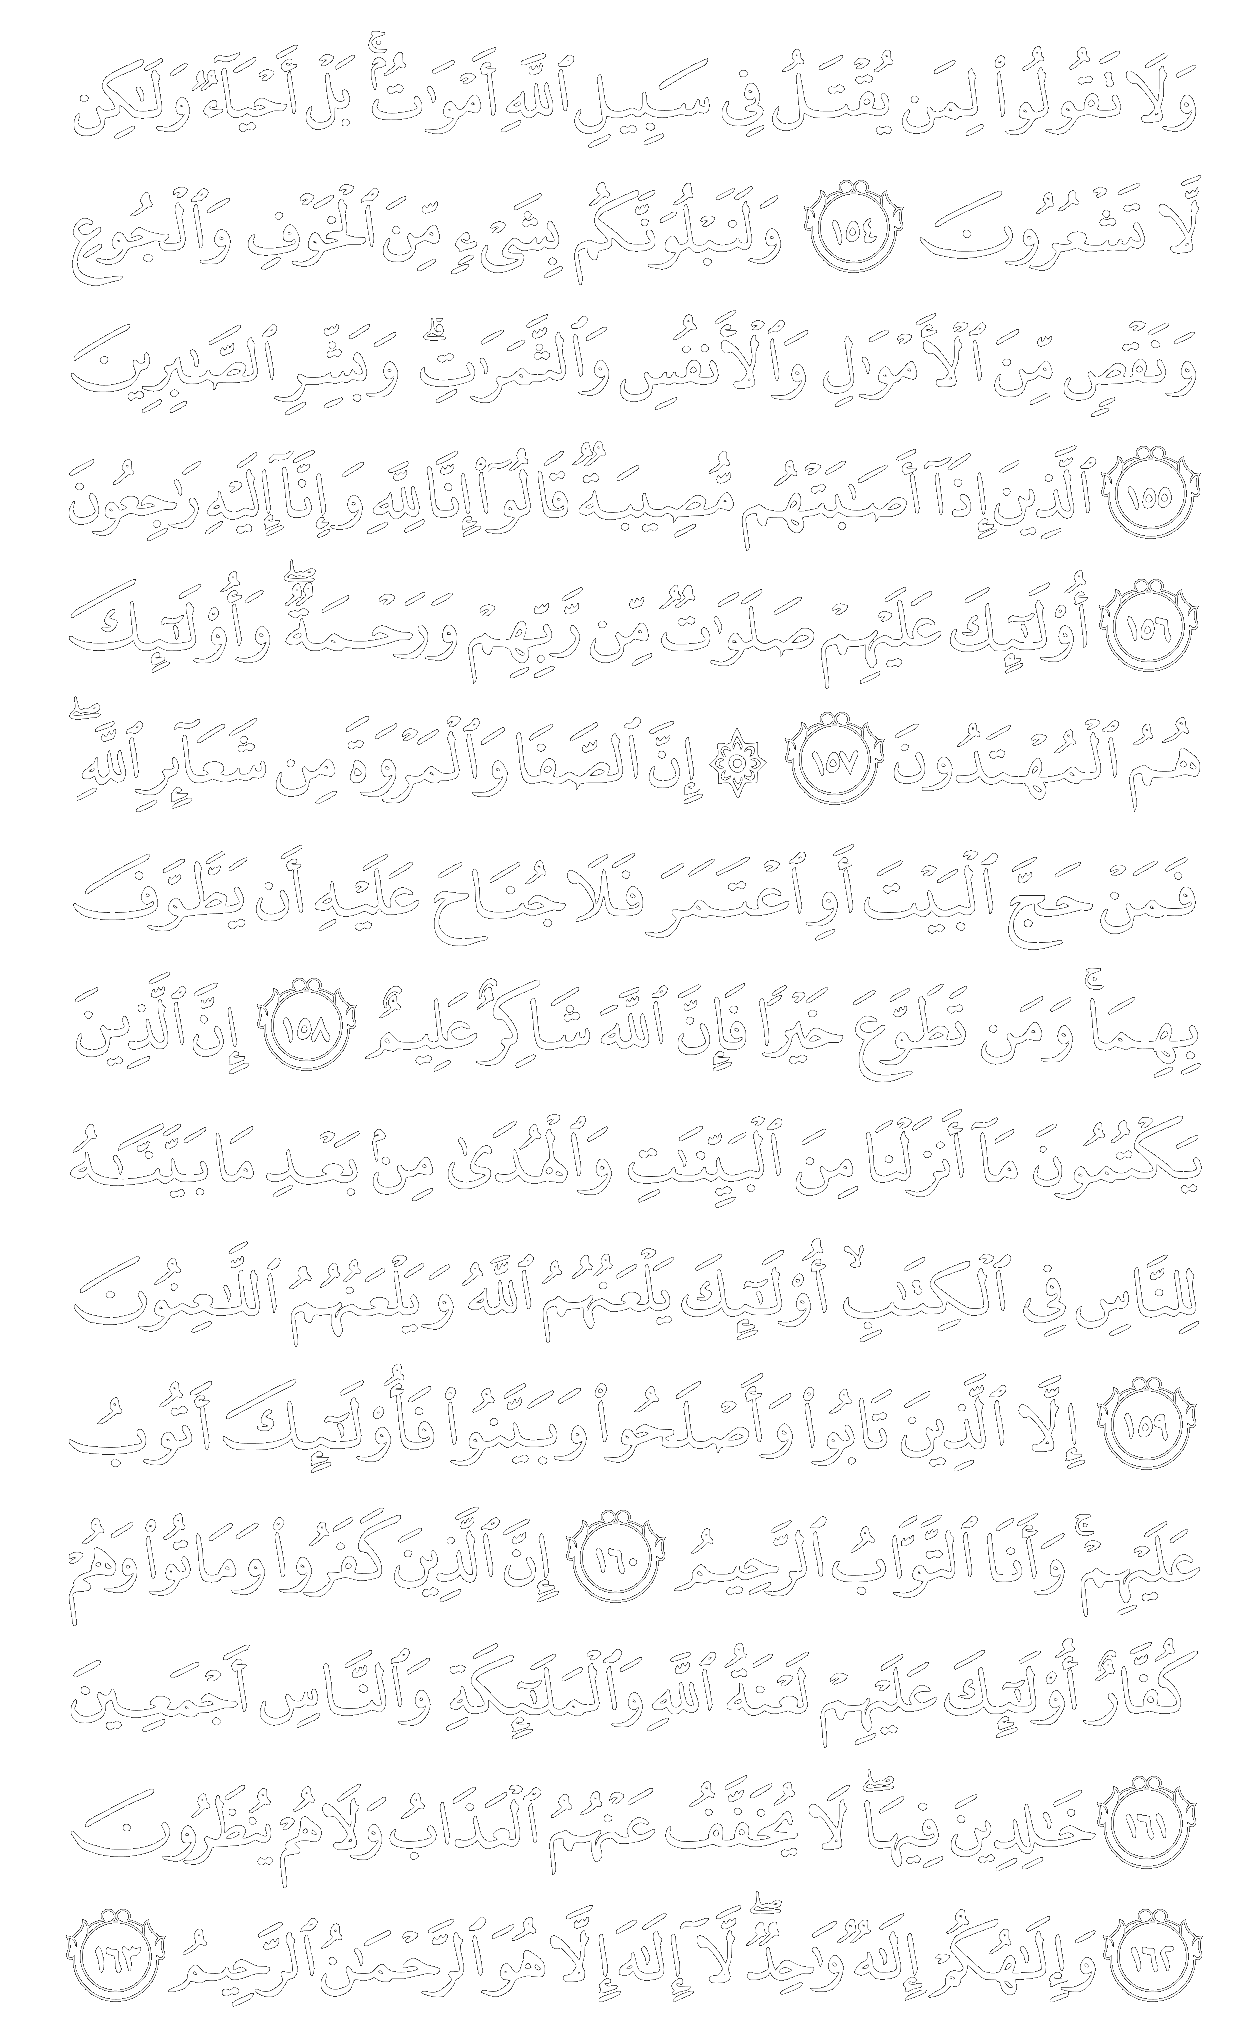 وَلَا تَقُولُوا۟ لِمَن يُقْتَلُ فِى سَبِيلِ ٱللَّهِ أَمْوَٰتٌۢ ۚ بَلْ أَحْيَآءٌ وَلَـٰكِن
لَّا تَشْعُرُونَ ١٥٤ وَلَنَبْلُوَنَّكُم بِشَىْءٍ مِّنَ ٱلْخَوْفِ وَٱلْجُوعِ
وَنَقْصٍ مِّنَ ٱلْأَمْوَٰلِ وَٱلْأَنفُسِ وَٱلثَّمَرَٰتِ ۗ وَبَشِّرِ ٱلصَّـٰبِرِينَ
١٥٥ ٱلَّذِينَ إِذَآ أَصَـٰبَتْهُم مُّصِيبَةٌ قَالُوٓا۟ إِنَّا لِلَّهِ وَإِنَّآ إِلَيْهِ رَٰجِعُونَ
١٥٦ أُو۟لَـٰٓئِكَ عَلَيْهِمْ صَلَوَٰتٌ مِّن رَّبِّهِمْ وَرَحْمَةٌ ۖ وَأُو۟لَـٰٓئِكَ
هُمُ ٱلْمُهْتَدُونَ ١٥٧ ۞ إِنَّ ٱلصَّفَا وَٱلْمَرْوَةَ مِن شَعَآئِرِ ٱللَّهِ ۖ
فَمَنْ حَجَّ ٱلْبَيْتَ أَوِ ٱعْتَمَرَ فَلَا جُنَاحَ عَلَيْهِ أَن يَطَّوَّفَ
بِهِمَا ۚ وَمَن تَطَوَّعَ خَيْرًا فَإِنَّ ٱللَّهَ شَاكِرٌ عَلِيمٌ ١٥٨ إِنَّ ٱلَّذِينَ
يَكْتُمُونَ مَآ أَنزَلْنَا مِنَ ٱلْبَيِّنَـٰتِ وَٱلْهُدَىٰ مِنۢ بَعْدِ مَا بَيَّنَّـٰهُ
لِلنَّاسِ فِى ٱلْكِتَـٰبِ ۙ أُو۟لَـٰٓئِكَ يَلْعَنُهُمُ ٱللَّهُ وَيَلْعَنُهُمُ ٱللَّـٰعِنُونَ
١٥٩ إِلَّا ٱلَّذِينَ تَابُوا۟ وَأَصْلَحُوا۟ وَبَيَّنُوا۟ فَأُو۟لَـٰٓئِكَ أَتُوبُ
عَلَيْهِمْ ۚ وَأَنَا ٱلتَّوَّابُ ٱلرَّحِيمُ ١٦٠ إِنَّ ٱلَّذِينَ كَفَرُوا۟ وَمَاتُوا۟ وَهُمْ
كُفَّارٌ أُو۟لَـٰٓئِكَ عَلَيْهِمْ لَعْنَةُ ٱللَّهِ وَٱلْمَلَـٰٓئِكَةِ وَٱلنَّاسِ أَجْمَعِينَ
١٦١ خَـٰلِدِينَ فِيهَا ۖ لَا يُخَفَّفُ عَنْهُمُ ٱلْعَذَابُ وَلَا هُمْ يُنظَرُونَ
١٦٢ وَإِلَـٰهُكُمْ إِلَـٰهٌ وَٰحِدٌ ۖ لَّآ إِلَـٰهَ إِلَّا هُوَ ٱلرَّحْمَـٰنُ ٱلرَّحِيمُ ١٦٣